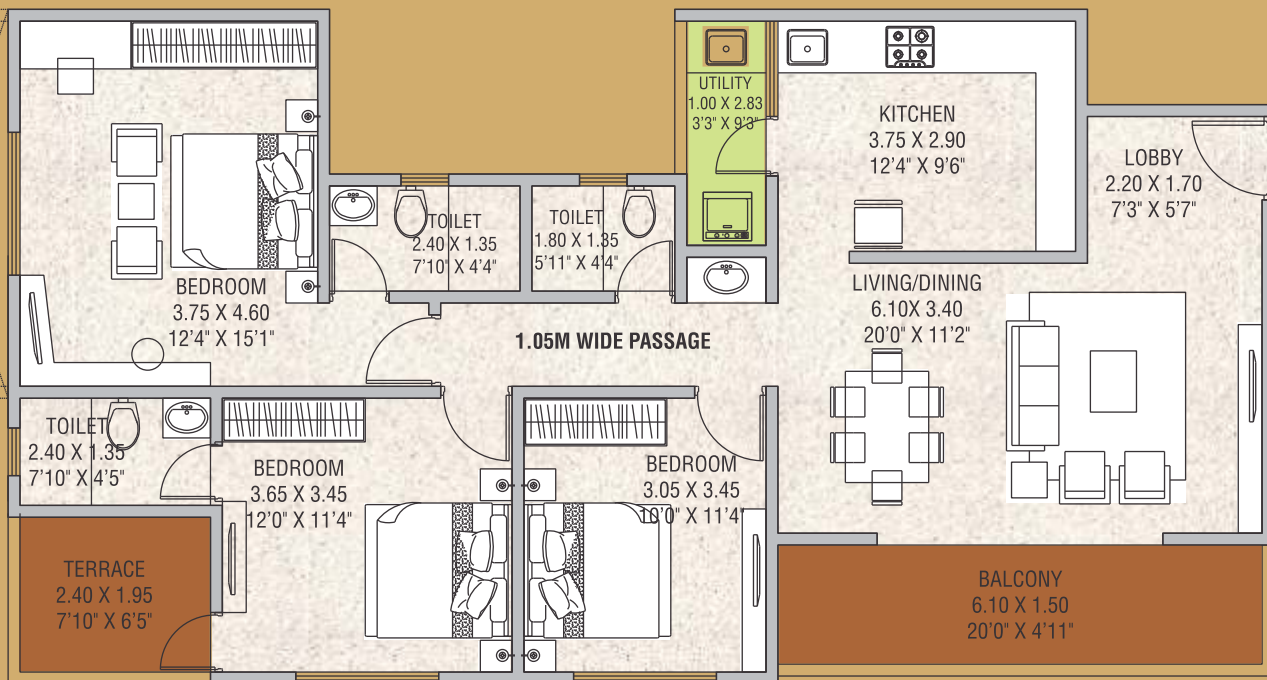 UTILITY
1.00 X 2.83
3'3" X 9'3"
KITCHEN
3.75 X 2.90
12'4" X 9'6"
LOBBY
2.20 X 1.70
7'3" X 5'7"
TOILET
2.40 X 1.35
7'10" X 4'4"
TOILET
1.80 X 1.35
5'11" X 4'4"
BEDROOM
3.75 X 4.60
12'4" X 15'1"
LIVING/DINING
6.10X 3.40
20'0" X 11'2"
1.05M WIDE PASSAGE
TOILET
2.40 X 1.35
7'10" X 4'5"
BEDROOM
3.65 X 3.45
12'0" X 11'4"
BEDROOM
3.05 X 3.45
10'0" X 11'4"
TERRACE
2.40 X 1.95
7'10" X 6'5"
BALCONY
6.10 X 1.50
20'0" X 4'11"